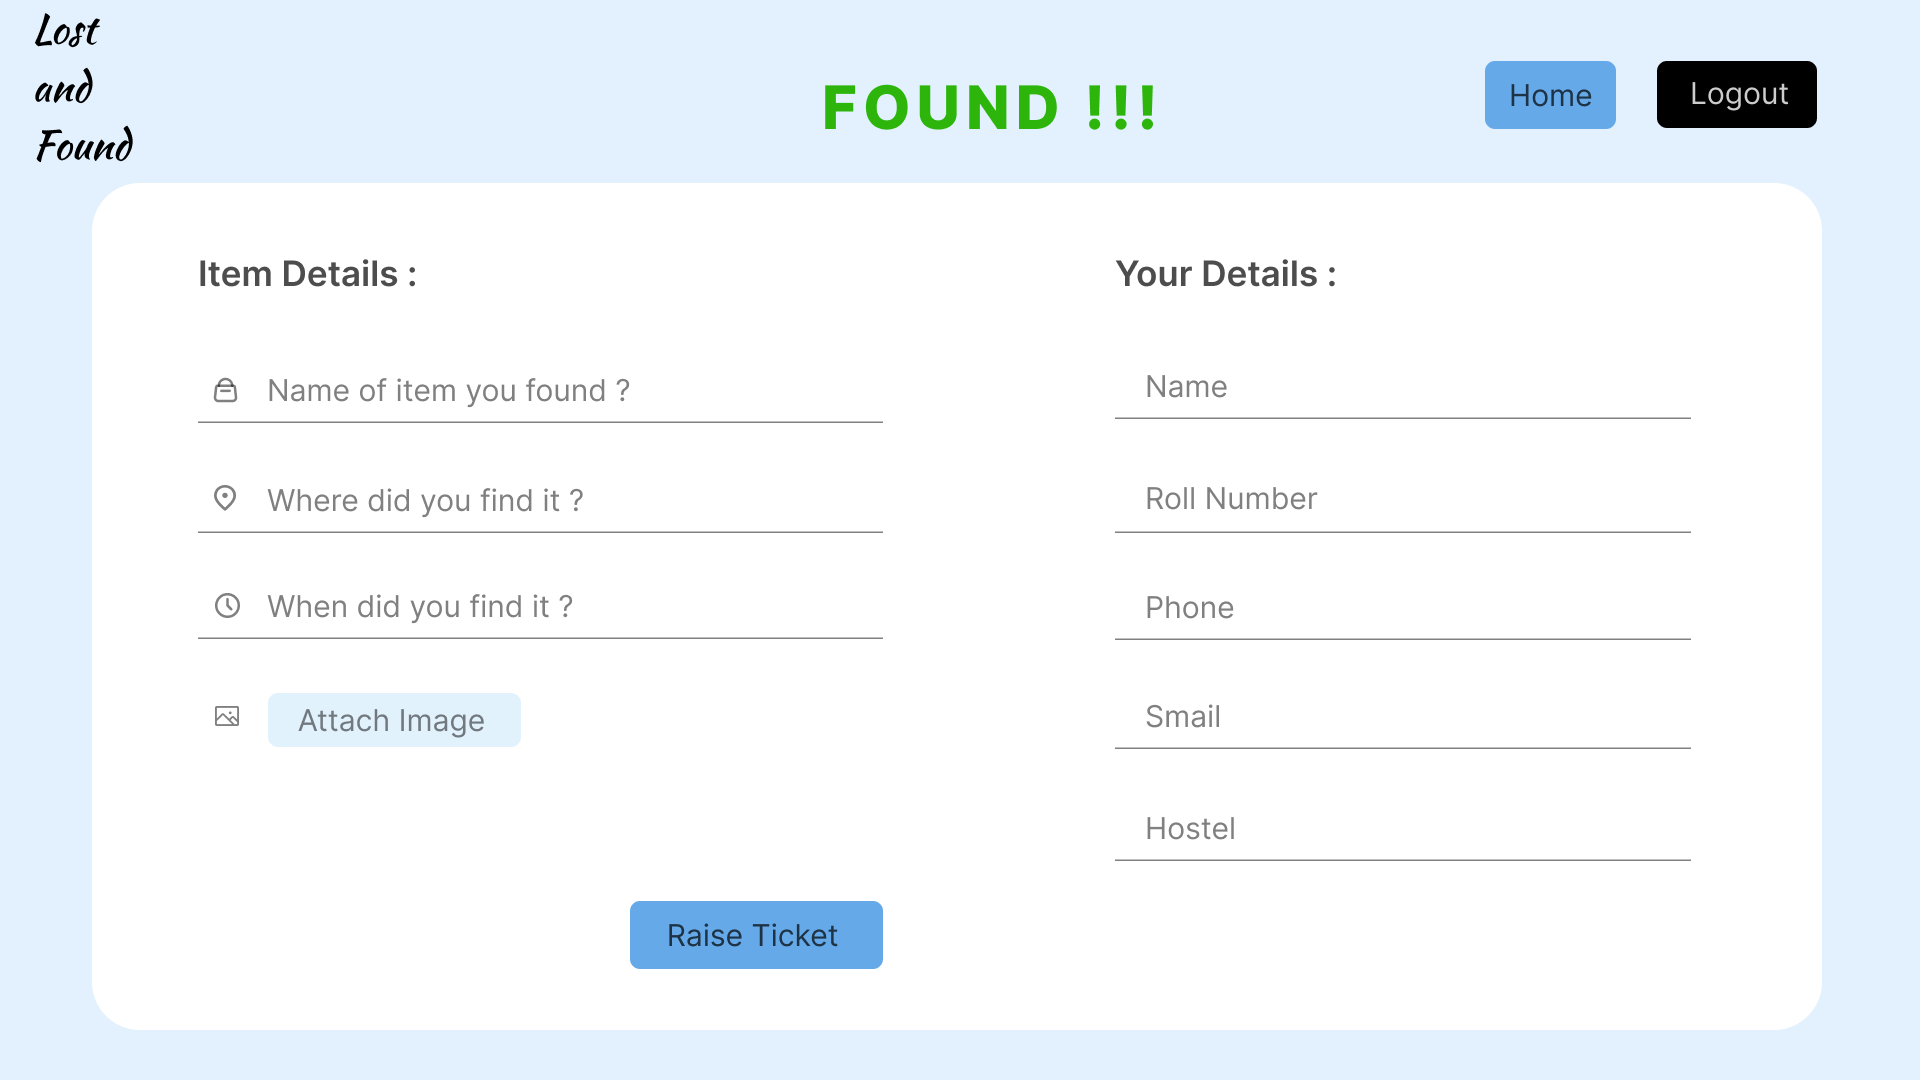 Lost
and
Found
FOUND !!!
Home
Logout
Item Details :
Name of item you found ?
Where did you find it ?
When did you find it ?
Attach Image
Raise Ticket
Your Details :
Name
Roll Number
Phone
Smail
Hostel